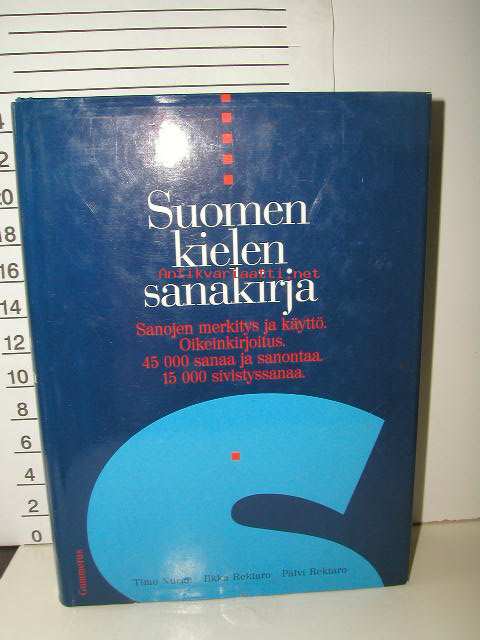 Suomen
kielen
sanakirja
Antikvariaatti.net
Sanojen merkitys ja käyttö.
Oikeinkirjoitus.
45 000 sanaa ja sanontaa.
15 000 sivistyssanaa.
Timo Nurmi Ilkka Rekiaro Päivi Rekiaro
Gummerus
20
18
16
14
12
10
8
6
4
2
0